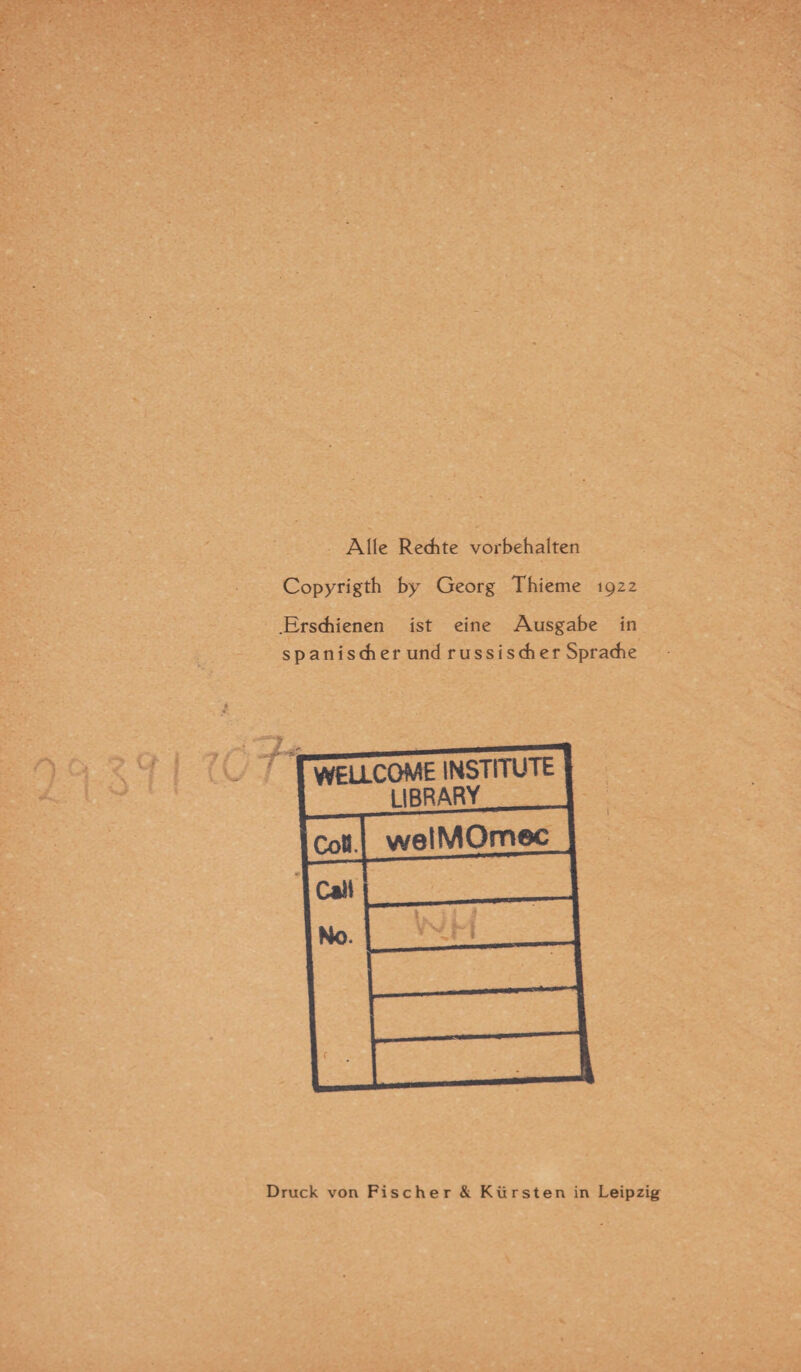 Alle Rechte vorbehalten
Copyrigth by Georg Thieme 1922
Erschienen ist eine Ausgabe in
spanischer und russischer Sprache
WELLCOME INSTITUTE
LIBRARY
Coll. welMOmec
Call
No. WH
Druck von Fischer & Kürsten in Leipzig